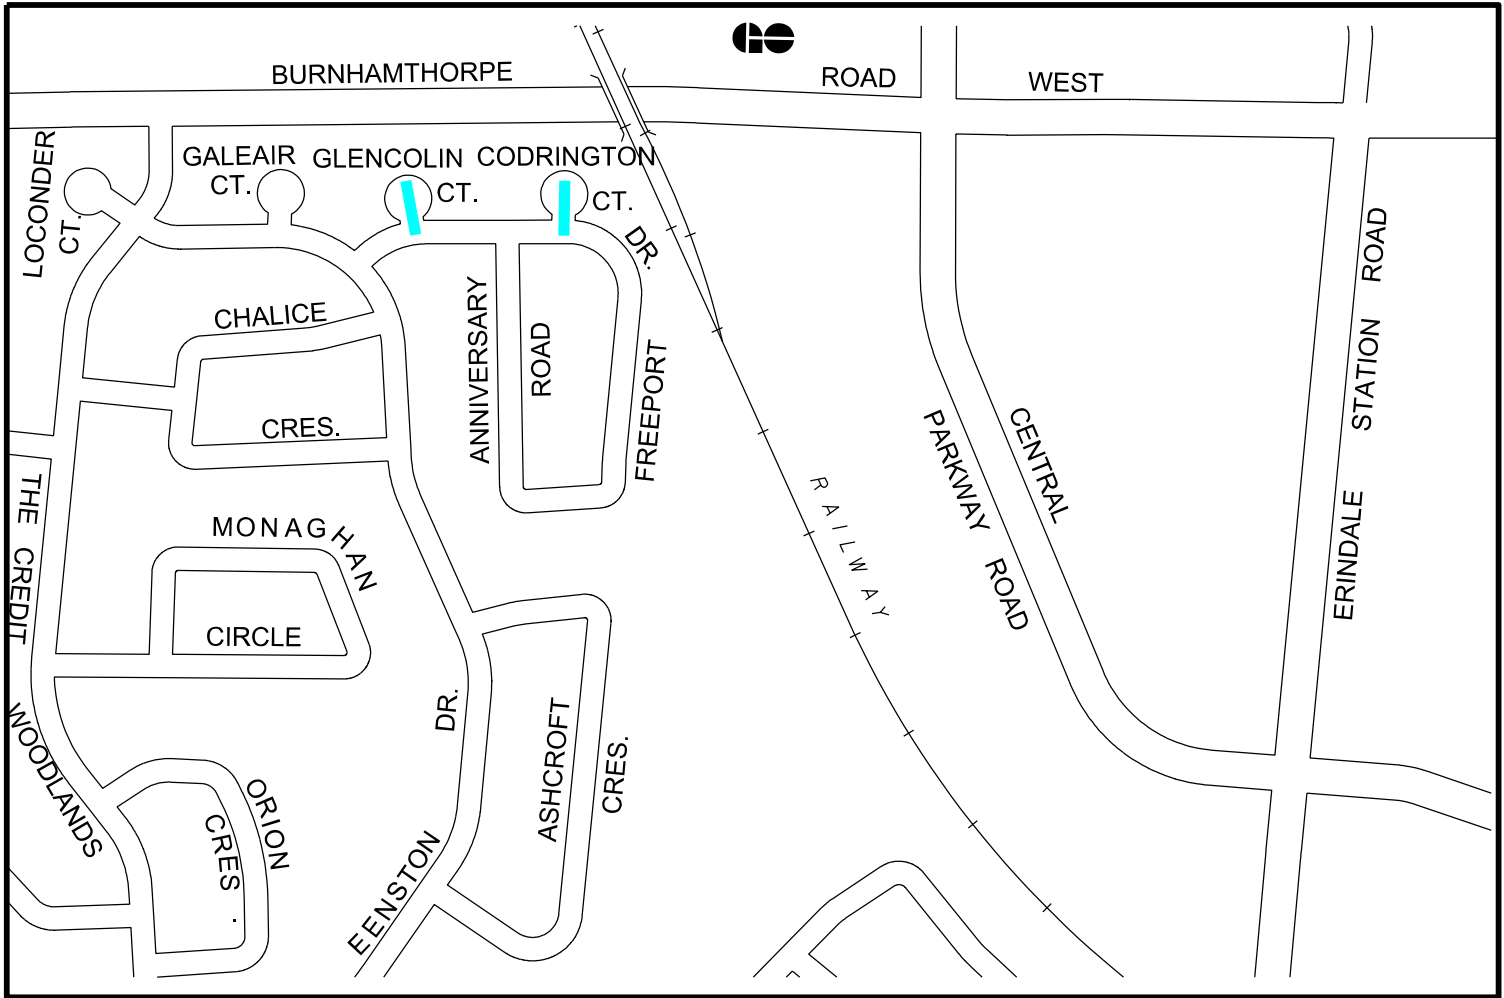 GO
BURNHAMTHORPE ROAD WEST
LOCONDER CT.
GALEAIR CT.
GLENCOLIN CT.
CODRINGTON CT.
FREEPORT DR.
ANNIVERSARY ROAD
CHALICE CRES.
MONAGHAN CIRCLE
THE CREDIT WOODLANDS
ORION CRES.
EENSTON DR.
ASHCROFT CRES.
RAILWAY
CENTRAL PARKWAY ROAD
ERINDALE STATION ROAD